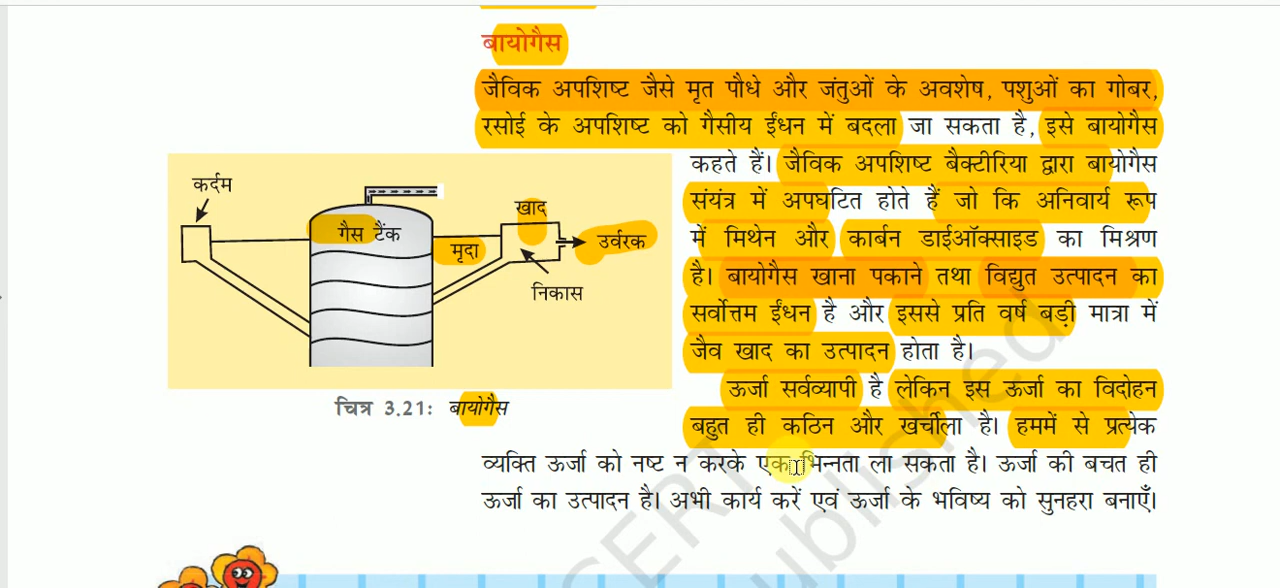 बायोगैस
जैविक अपशिष्ट जैसे मृत पौधे और जंतुओं के अवशेष, पशुओं का गोबर,
रसोई के अपशिष्ट को गैसीय ईंधन में बदला जा सकता है, इसे बायोगैस
कहते हैं। जैविक अपशिष्ट बैक्टीरिया द्वारा बायोगैस
संयंत्र में अपघटित होते हैं जो कि अनिवार्य रूप
में मिथेन और कार्बन डाईऑक्साइड का मिश्रण
है। बायोगैस खाना पकाने तथा विद्युत उत्पादन का
सर्वोत्तम ईंधन है और इससे प्रति वर्ष बड़ी मात्रा में
जैव खाद का उत्पादन होता है।
कर्दम
गैस टैंक
मृदा
खाद
उर्वरक
निकास
चित्र 3.21: बायोगैस
ऊर्जा सर्वव्यापी है लेकिन इस ऊर्जा का विदोहन
बहुत ही कठिन और खर्चीला है। हममें से प्रत्येक
व्यक्ति ऊर्जा को नष्ट न करके एक भिन्नता ला सकता है। ऊर्जा की बचत ही
ऊर्जा का उत्पादन है। अभी कार्य करें एवं ऊर्जा के भविष्य को सुनहरा बनाएँ।
CERT
published